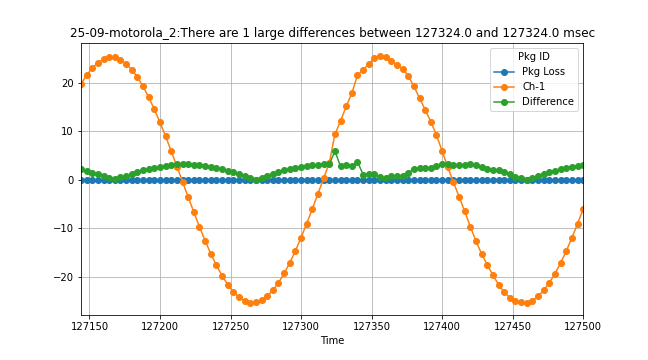 25-09-motorola_2:There are 1 large differences between 127324.0 and 127324.0 msec
Pkg ID
Pkg Loss
Ch-1
Difference
20
10
0
−10
−20
127150 127200 127250 127300 127350 127400 127450 127500
Time